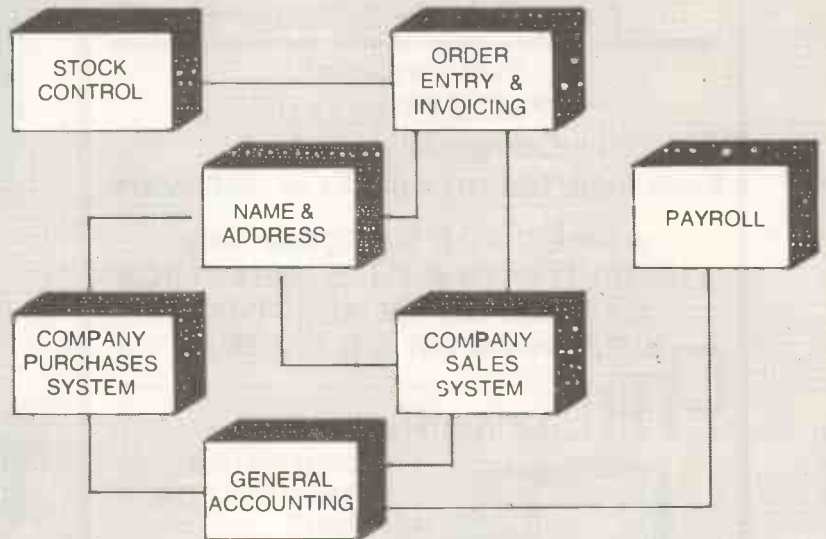 STOCK
CONTROL
ORDER
ENTRY &
INVOICING
NAME &
ADDRESS
PAYROLL
COMPANY
PURCHASES
SYSTEM
COMPANY
SALES
SYSTEM
GENERAL
ACCOUNTING